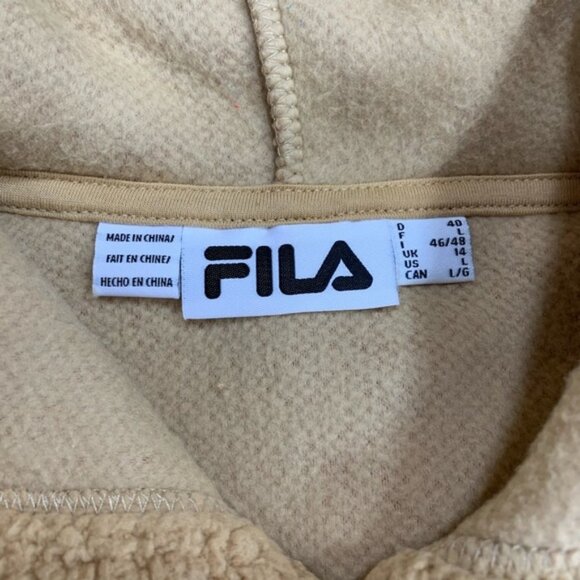 MADE IN CHINA/
FAIT EN CHINE/
HECHO EN CHINA
FILA
D 40
F L
I 46/48
UK 14
US L
CAN L/G